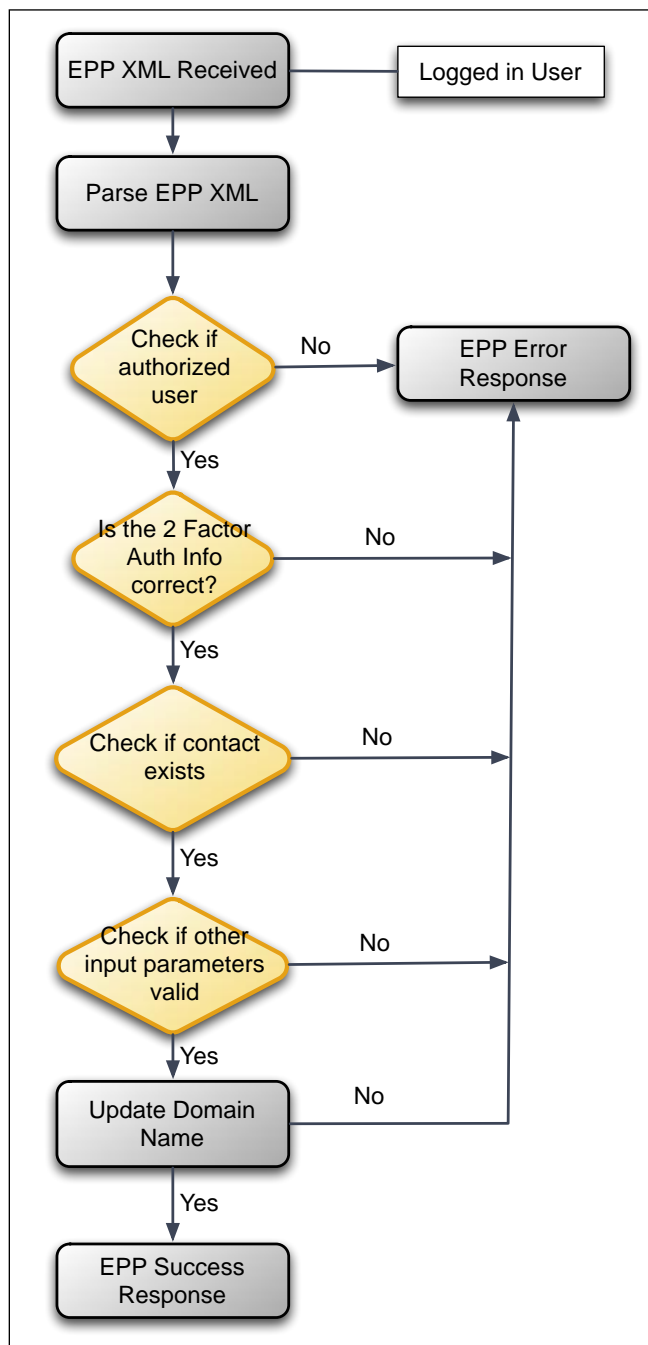 EPP XML Received
Logged in User
Parse EPP XML
Check if
authorized
user
No
EPP Error
Response
Yes
Is the 2 Factor
Auth Info
correct?
No
Yes
Check if contact
exists
No
Yes
Check if other
input parameters
valid
No
Yes
Update Domain
Name
No
Yes
EPP Success
Response